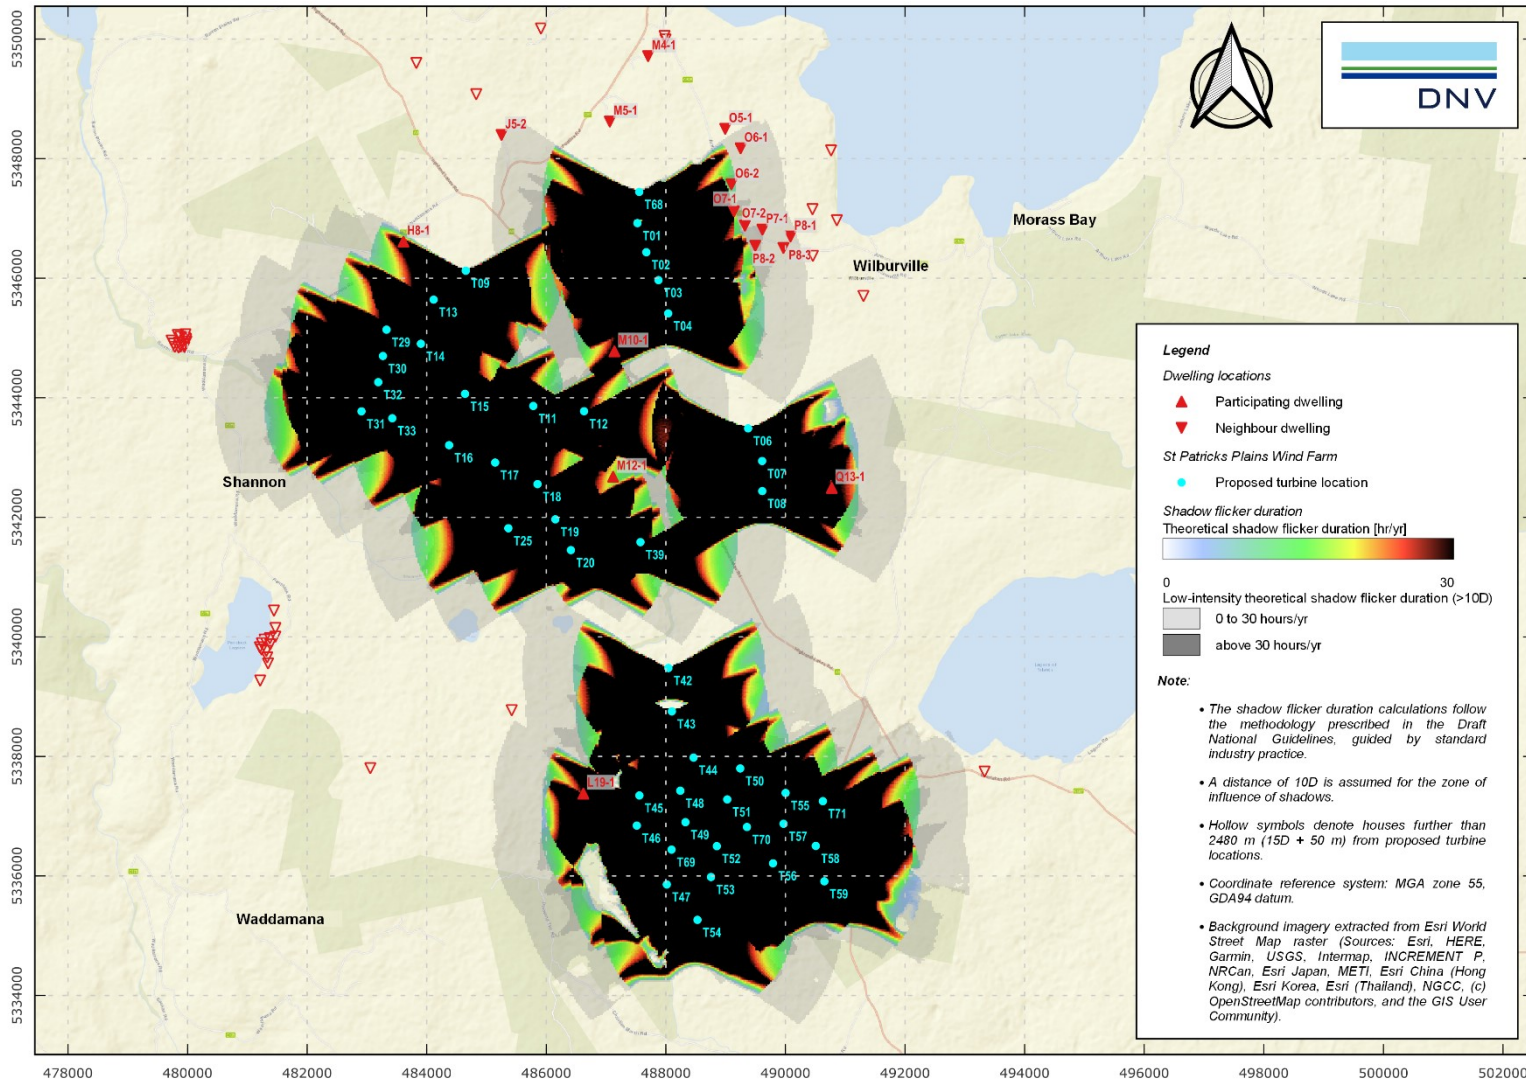 DNV
M4-1
M5-1
J5-2
O5-1
O6-1
O6-2
O7-1
O7-2
P7-1
P8-1
P8-2
P8-3
H8-1
M10-1
M12-1
Q13-1
L19-1
Morass Bay
Wilburville
Shannon
Waddamana
T68
T01
T02
T03
T04
T09
T13
T29
T14
T30
T32
T31
T33
T15
T11
T12
T16
T17
T18
T19
T25
T20
T39
T06
T07
T08
T42
T43
T44
T50
T45
T48
T51
T55
T71
T46
T49
T70
T57
T69
T52
T58
T56
T47
T53
T59
T54
Legend
Dwelling locations
Participating dwelling
Neighbour dwelling
St Patricks Plains Wind Farm
Proposed turbine location
Shadow flicker duration
Theoretical shadow flicker duration [hr/yr]
0 30
Low-intensity theoretical shadow flicker duration (>10D)
0 to 30 hours/yr
above 30 hours/yr
Note:
• The shadow flicker duration calculations follow
the methodology prescribed in the Draft
National Guidelines, guided by standard
industry practice.
• A distance of 10D is assumed for the zone of
influence of shadows.
• Hollow symbols denote houses further than
2480 m (15D + 50 m) from proposed turbine
locations.
• Coordinate reference system: MGA zone 55,
GDA94 datum.
• Background imagery extracted from Esri World
Street Map raster (Sources: Esri, HERE,
Garmin, USGS, Intermap, INCREMENT P,
NRCan, Esri Japan, METI, Esri China (Hong
Kong), Esri Korea, Esri (Thailand), NGCC, (c)
OpenStreetMap contributors, and the GIS User
Community).
5350000
5348000
5346000
5344000
5342000
5340000
5338000
5336000
5334000
478000 480000 482000 484000 486000 488000 490000 492000 494000 496000 498000 500000 502000